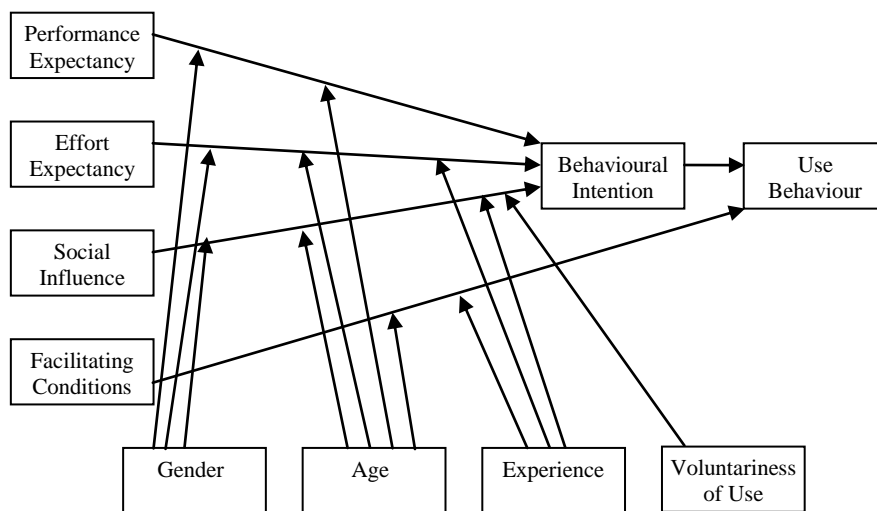 Performance
Expectancy
Effort
Expectancy
Behavioural
Intention
Use
Behaviour
Social
Influence
Facilitating
Conditions
Gender
Age
Experience
Voluntariness
of Use